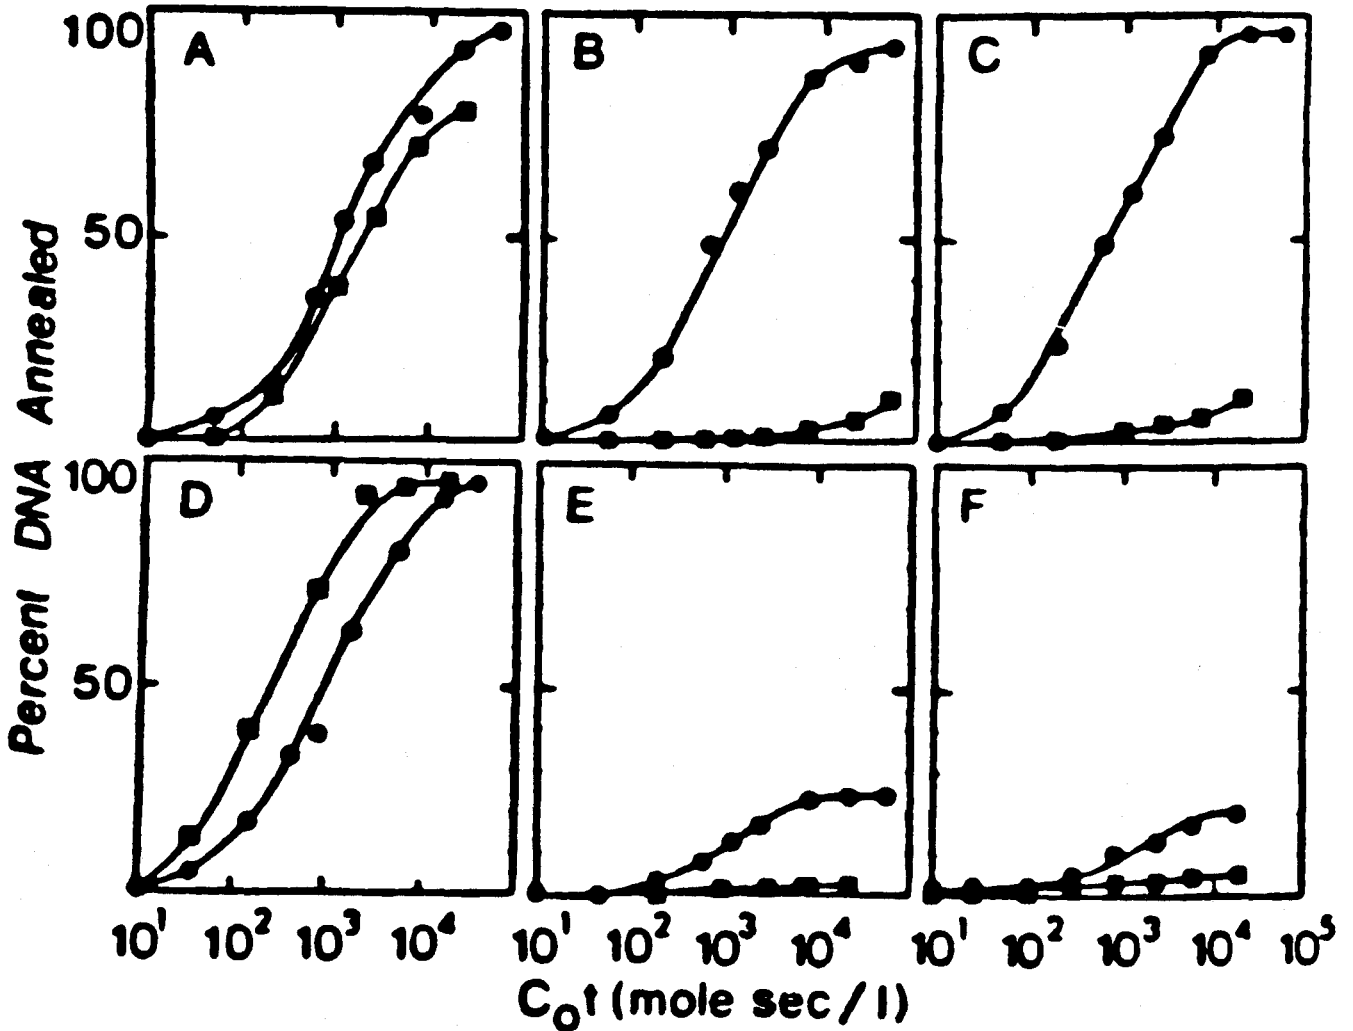 Percent DNA Annealed
100
50
A
B
C
100
50
D
E
F
10¹ 10² 10³ 10⁴
10¹ 10² 10³ 10⁴
10¹ 10² 10³ 10⁴ 10⁵
C₀t (mole sec/l)